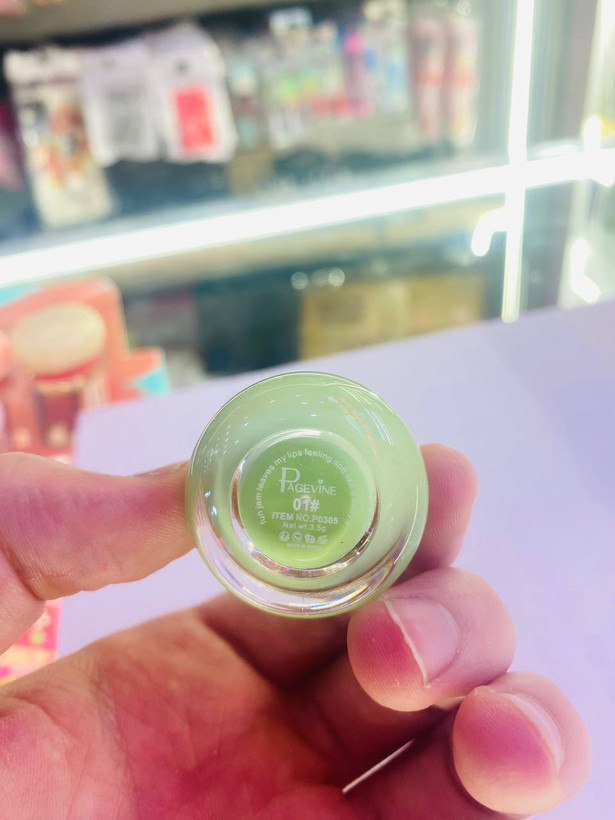 fun jam leaves my lips feeling soft
PAGEVINE
01#
ITEM NO.P0305
Net wt:3.5g